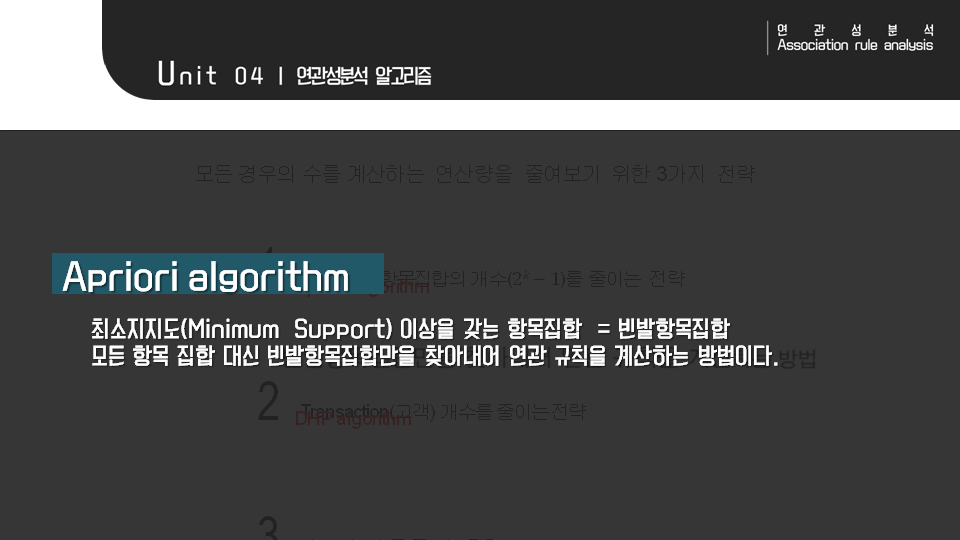 연관성분석
Association rule analysis
Unit 04 | 연관성분석 알고리즘
모든 경우의 수를 계산하는 연산량을 줄여보기 위한 3가지 전략
Apriori algorithm
항목집합의 개수(2^k − 1)를 줄이는 전략
최소지지도(Minimum Support) 이상을 갖는 항목집합 = 빈발항목집합
모든 항목 집합 대신 빈발항목집합만을 찾아내어 연관 규칙을 계산하는 방법이다.
방법
2
Transaction(고객) 개수를 줄이는전략
DHP algorithm
3